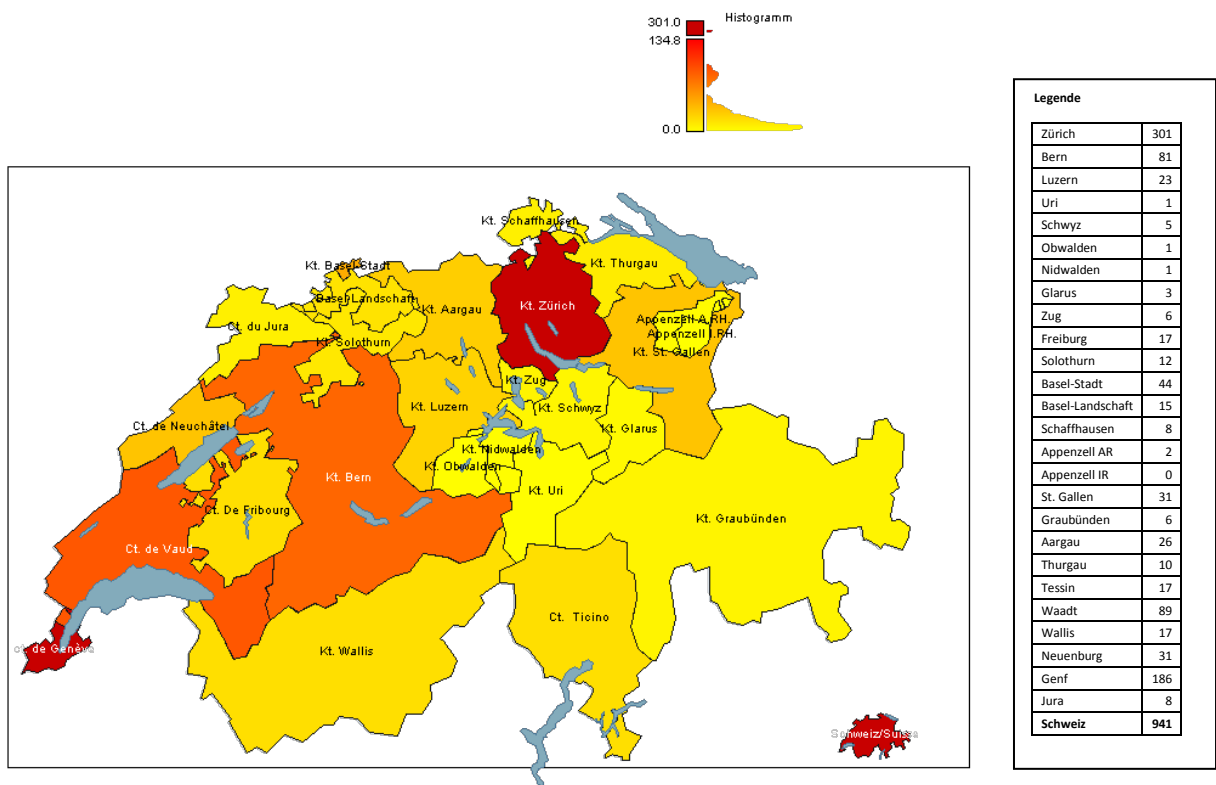 301.0
Histogramm
134.8
0.0
Legende
Zürich 301
Bern 81
Luzern 23
Uri 1
Schwyz 5
Obwalden 1
Nidwalden 1
Glarus 3
Zug 6
Freiburg 17
Solothurn 12
Basel-Stadt 44
Basel-Landschaft 15
Schaffhausen 8
Appenzell AR 2
Appenzell IR 0
St. Gallen 31
Graubünden 6
Aargau 26
Thurgau 10
Tessin 17
Waadt 89
Wallis 17
Neuenburg 31
Genf 186
Jura 8
Schweiz 941
Kt. Schaffhausen
Kt. Basel-Stadt
Kt. Thurgau
Basel-Landschaft
Kt. Aargau
Kt. Zürich
Ct. du Jura
Appenzell A.RH.
Appenzell I.RH.
Kt. Solothurn
Kt. St. Gallen
Kt. Zug
Kt. Luzern
Kt. Schwyz
Ct. de Neuchâtel
Kt. Glarus
Kt. Nidwalden
Kt. Obwalden
Kt. Bern
Kt. Uri
Ct. De Fribourg
Kt. Graubünden
Ct. de Vaud
Ct. Ticino
ct. de Genève
Kt. Wallis
Schweiz/Suisse